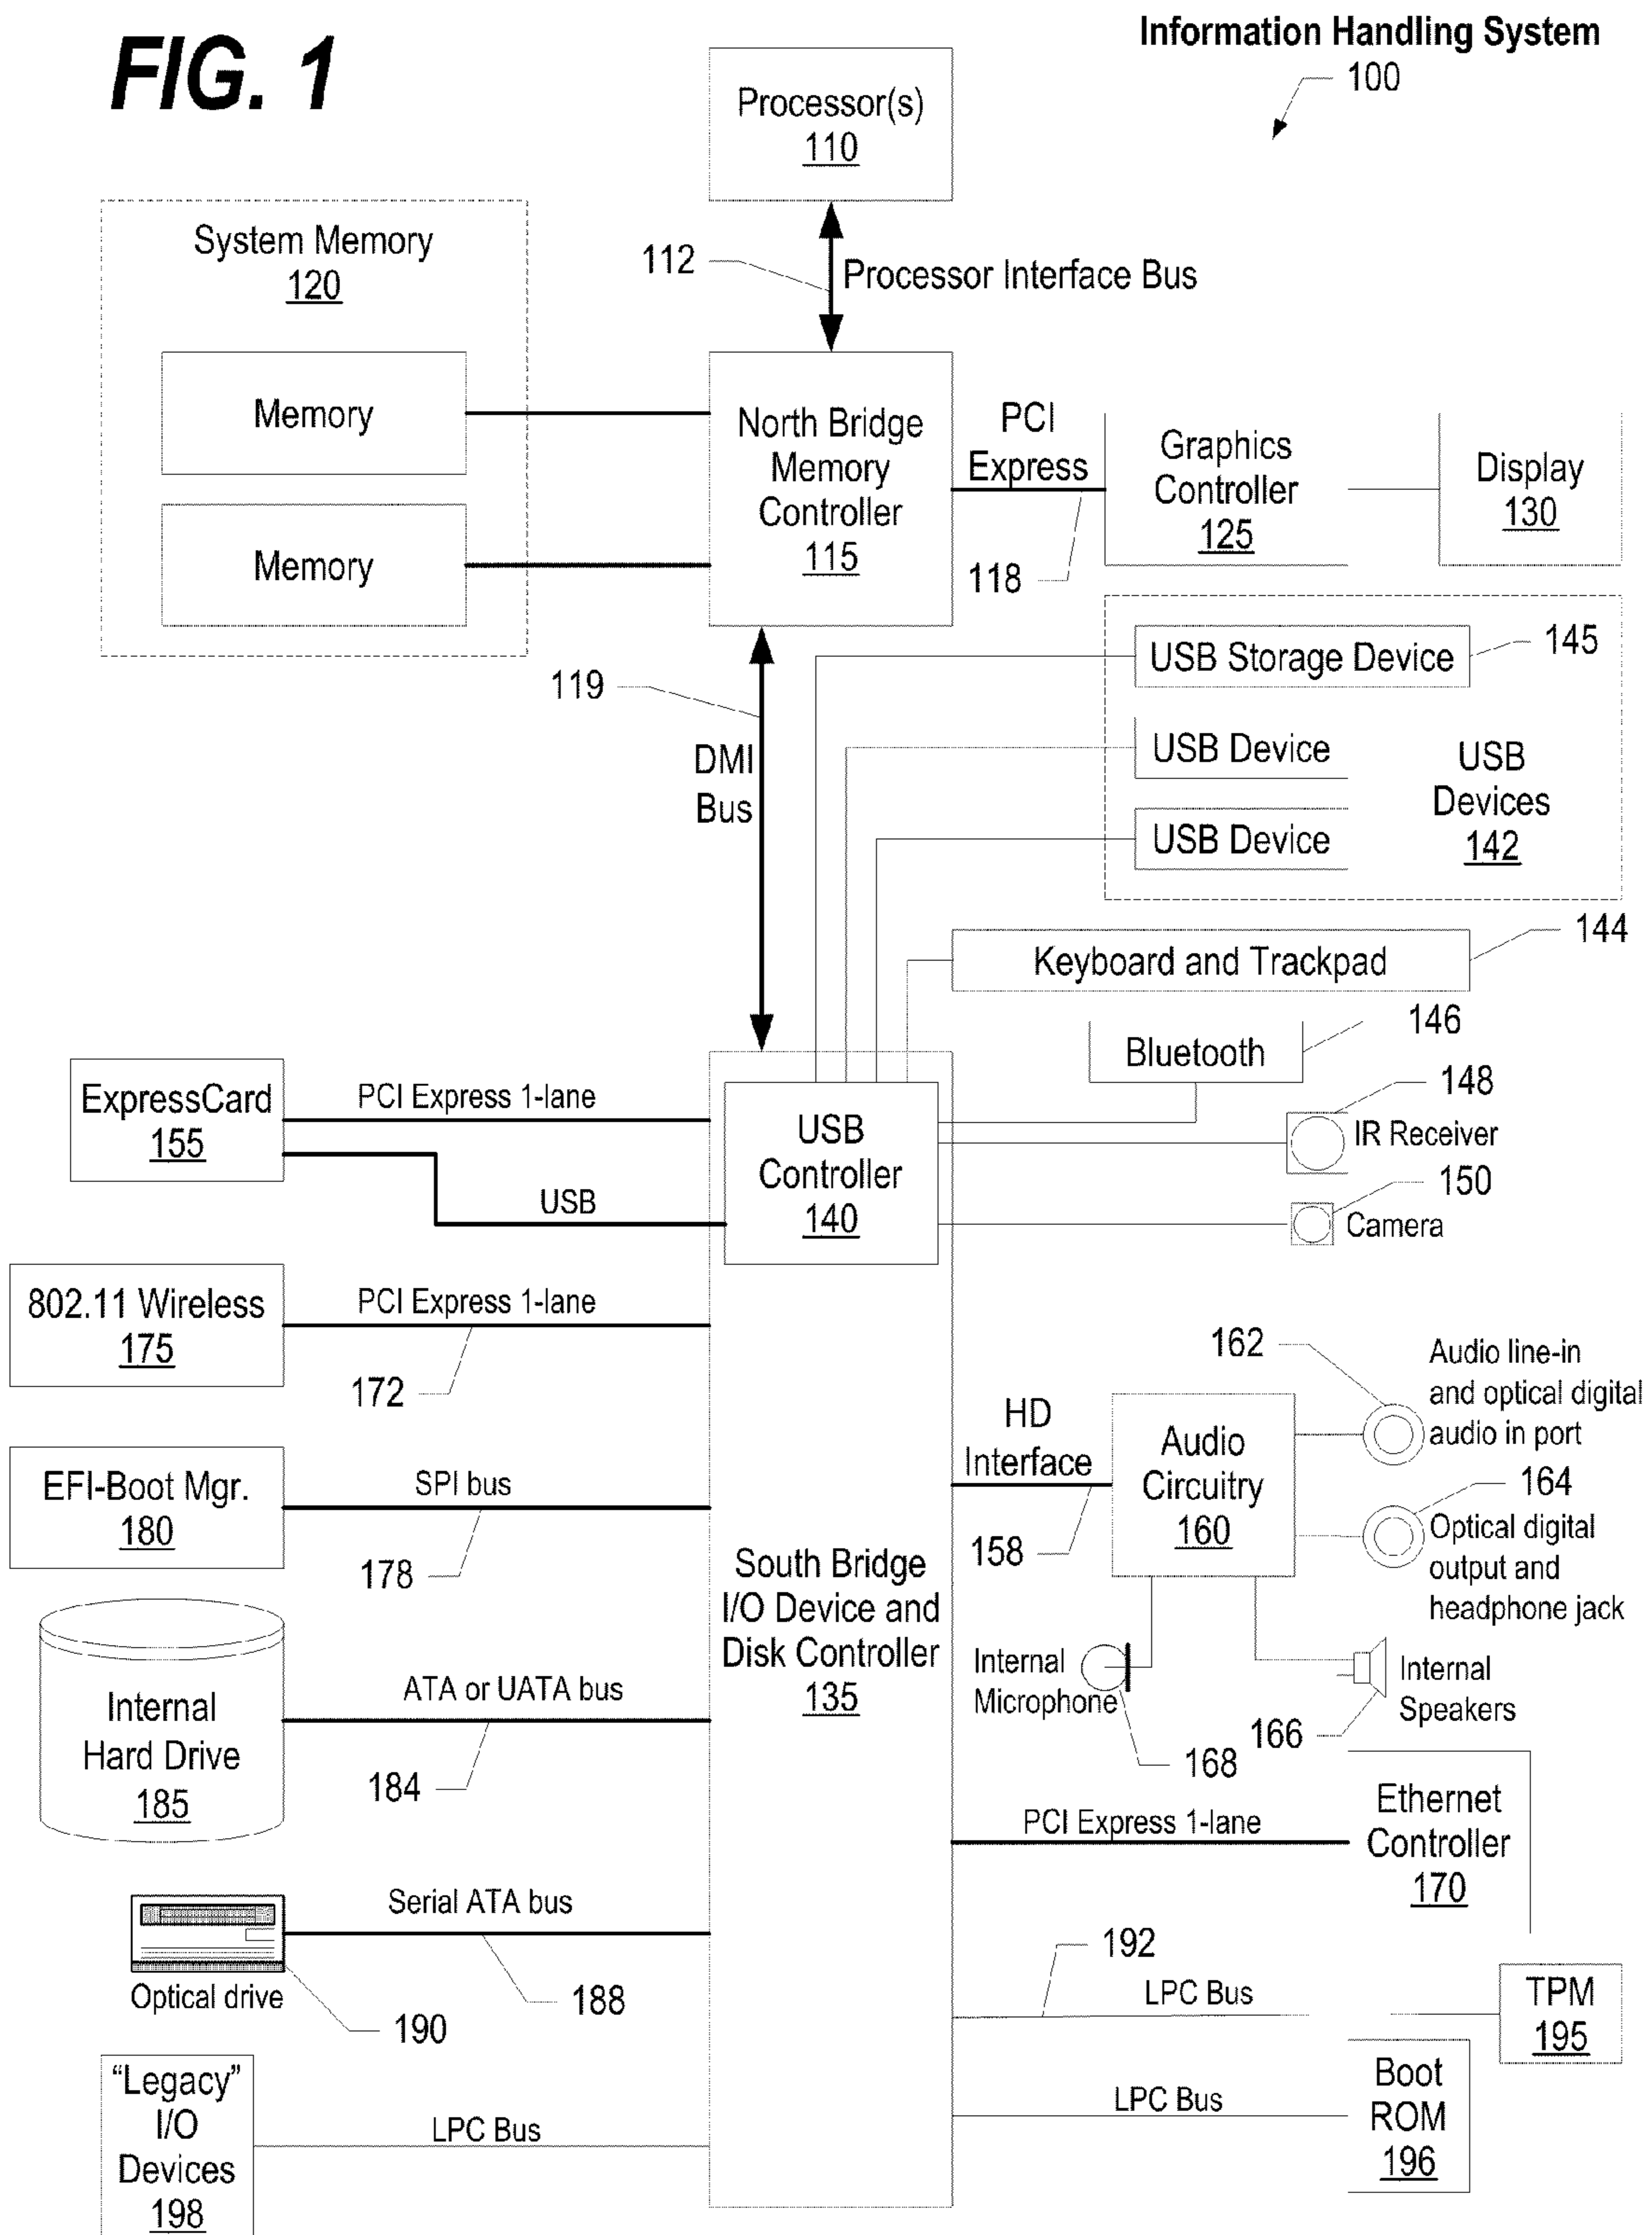 FIG. 1
Information Handling System
100
Processor(s)
110
System Memory
120
112
Processor Interface Bus
Memory
Memory
North Bridge
Memory
Controller
115
PCI
Express
118
Graphics
Controller
125
Display
130
119
DMI
Bus
USB Storage Device
145
USB Device
USB Device
USB
Devices
142
Keyboard and Trackpad
144
Bluetooth
146
148
IR Receiver
150
Camera
ExpressCard
155
PCI Express 1-lane
USB
USB
Controller
140
802.11 Wireless
175
PCI Express 1-lane
172
EFI-Boot Mgr.
180
SPI bus
178
South Bridge
I/O Device and
Disk Controller
135
HD
Interface
158
Audio
Circuitry
160
162
Audio line-in
and optical digital
audio in port
164
Optical digital
output and
headphone jack
Internal
Microphone
168
166
Internal
Speakers
Internal
Hard Drive
185
ATA or UATA bus
184
PCI Express 1-lane
Ethernet
Controller
170
Optical drive
190
Serial ATA bus
188
192
LPC Bus
TPM
195
"Legacy"
I/O
Devices
198
LPC Bus
LPC Bus
Boot
ROM
196